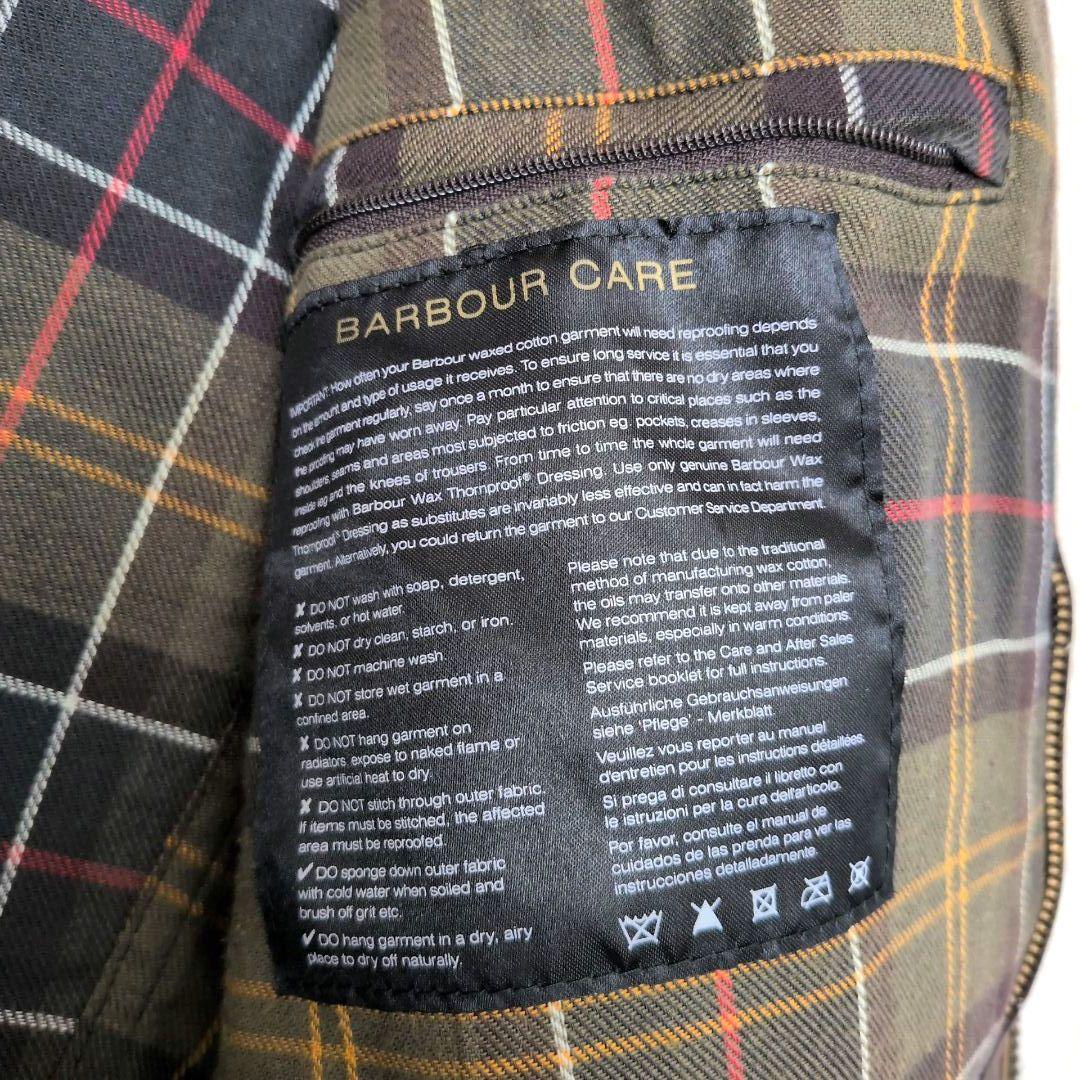 BARBOUR CARE
'IMPORTANT': How often your Barbour waxed cotton garment will need reproofing depends
on the amount and type of usage it receives. To ensure long service it is essential that you
check the garment regularly, say once a month to ensure that there are no dry areas where
the proofing may have worn away. Pay particular attention to critical places such as the
shoulders, seams and areas most subjected to friction eg. pockets, creases in sleeves,
inside leg and the knees of trousers. From time to time the whole garment will need
reproofing with Barbour Wax Thornproof® Dressing. Use only genuine Barbour Wax
Thornproof® Dressing as substitutes are invariably less effective and can in fact harm the
garment. Alternatively, you could return the garment to our Customer Service Department.
✘ DO NOT wash with soap, detergent,
solvents, or hot water.
✘ DO NOT dry clean, starch, or iron.
✘ DO NOT machine wash.
✘ DO NOT store wet garment in a
confined area.
✘ DO NOT hang garment on
radiators, expose to naked flame or
use artificial heat to dry.
✘ DO NOT stitch through outer fabric.
If items must be stitched, the affected
area must be reproofed.
✔ DO sponge down outer fabric
with cold water when soiled and
brush off grit etc.
✔ DO hang garment in a dry, airy
place to dry off naturally.
Please note that due to the traditional
method of manufacturing wax cotton,
the oils may transfer onto other materials.
We recommend it is kept away from paler
materials, especially in warm conditions.
Please refer to the Care and After Sales
Service booklet for full instructions.
Ausführliche Gebrauchsanweisungen
siehe 'Pflege' - Merkblatt
Veuillez vous reporter au manuel
d'entretien pour les instructions détaillées.
Si prega di consultare il libretto con
le istruzioni per la cura dell'articolo.
Por favor, consulte el manual de
cuidados de las prenda para ver las
instrucciones detalladamente.